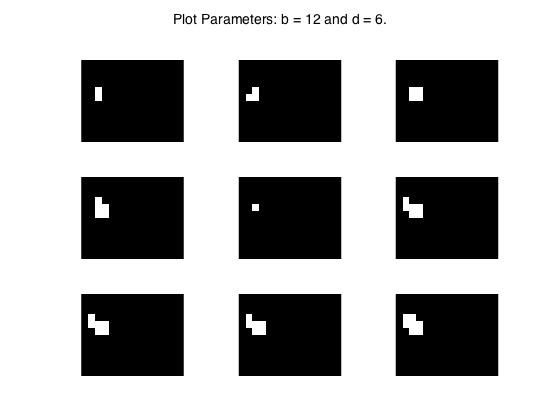 Plot Parameters: b = 12 and d = 6.